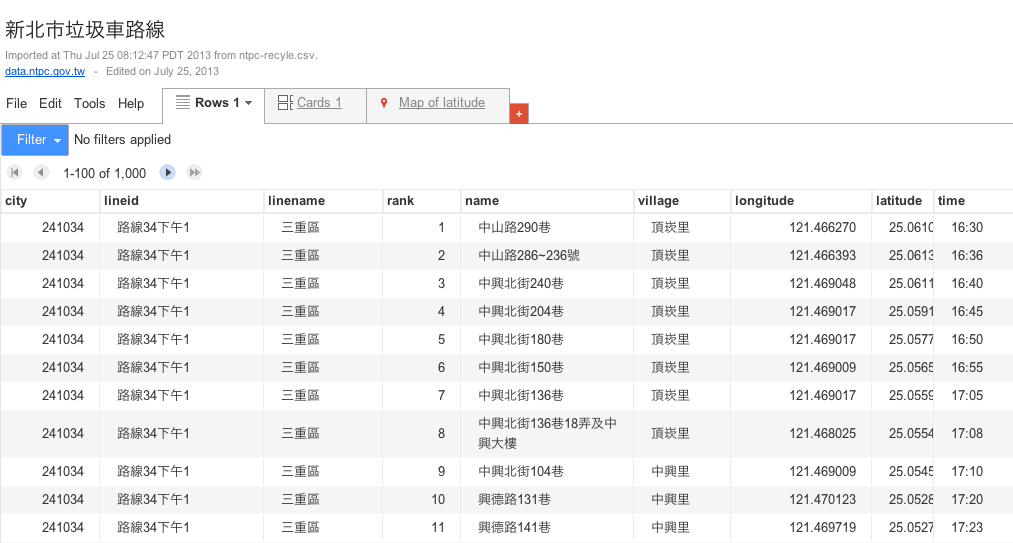 新北市垃圾車路線
Imported at Thu Jul 25 08:12:47 PDT 2013 from ntpc-recyle.csv.
data.ntpc.gov.tw - Edited on July 25, 2013
File Edit Tools Help Rows 1 Cards 1 Map of latitude +
Filter No filters applied
1-100 of 1,000
city lineid linename rank name village longitude latitude time
241034 路線34下午1 三重區 1 中山路290巷 頂崁里 121.466270 25.0610 16:30
241034 路線34下午1 三重區 2 中山路286~236號 頂崁里 121.466393 25.0613 16:36
241034 路線34下午1 三重區 3 中興北街240巷 頂崁里 121.469048 25.0611 16:40
241034 路線34下午1 三重區 4 中興北街204巷 頂崁里 121.469017 25.0591 16:45
241034 路線34下午1 三重區 5 中興北街180巷 頂崁里 121.469017 25.0577 16:50
241034 路線34下午1 三重區 6 中興北街150巷 頂崁里 121.469009 25.0565 16:55
241034 路線34下午1 三重區 7 中興北街136巷 頂崁里 121.469017 25.0559 17:05
241034 路線34下午1 三重區 8 中興北街136巷18弄及中 頂崁里 121.468025 25.0554 17:08
興大樓
241034 路線34下午1 三重區 9 中興北街104巷 中興里 121.469009 25.0545 17:10
241034 路線34下午1 三重區 10 興德路131巷 中興里 121.470123 25.0528 17:20
241034 路線34下午1 三重區 11 興德路141巷 中興里 121.469719 25.0527 17:23